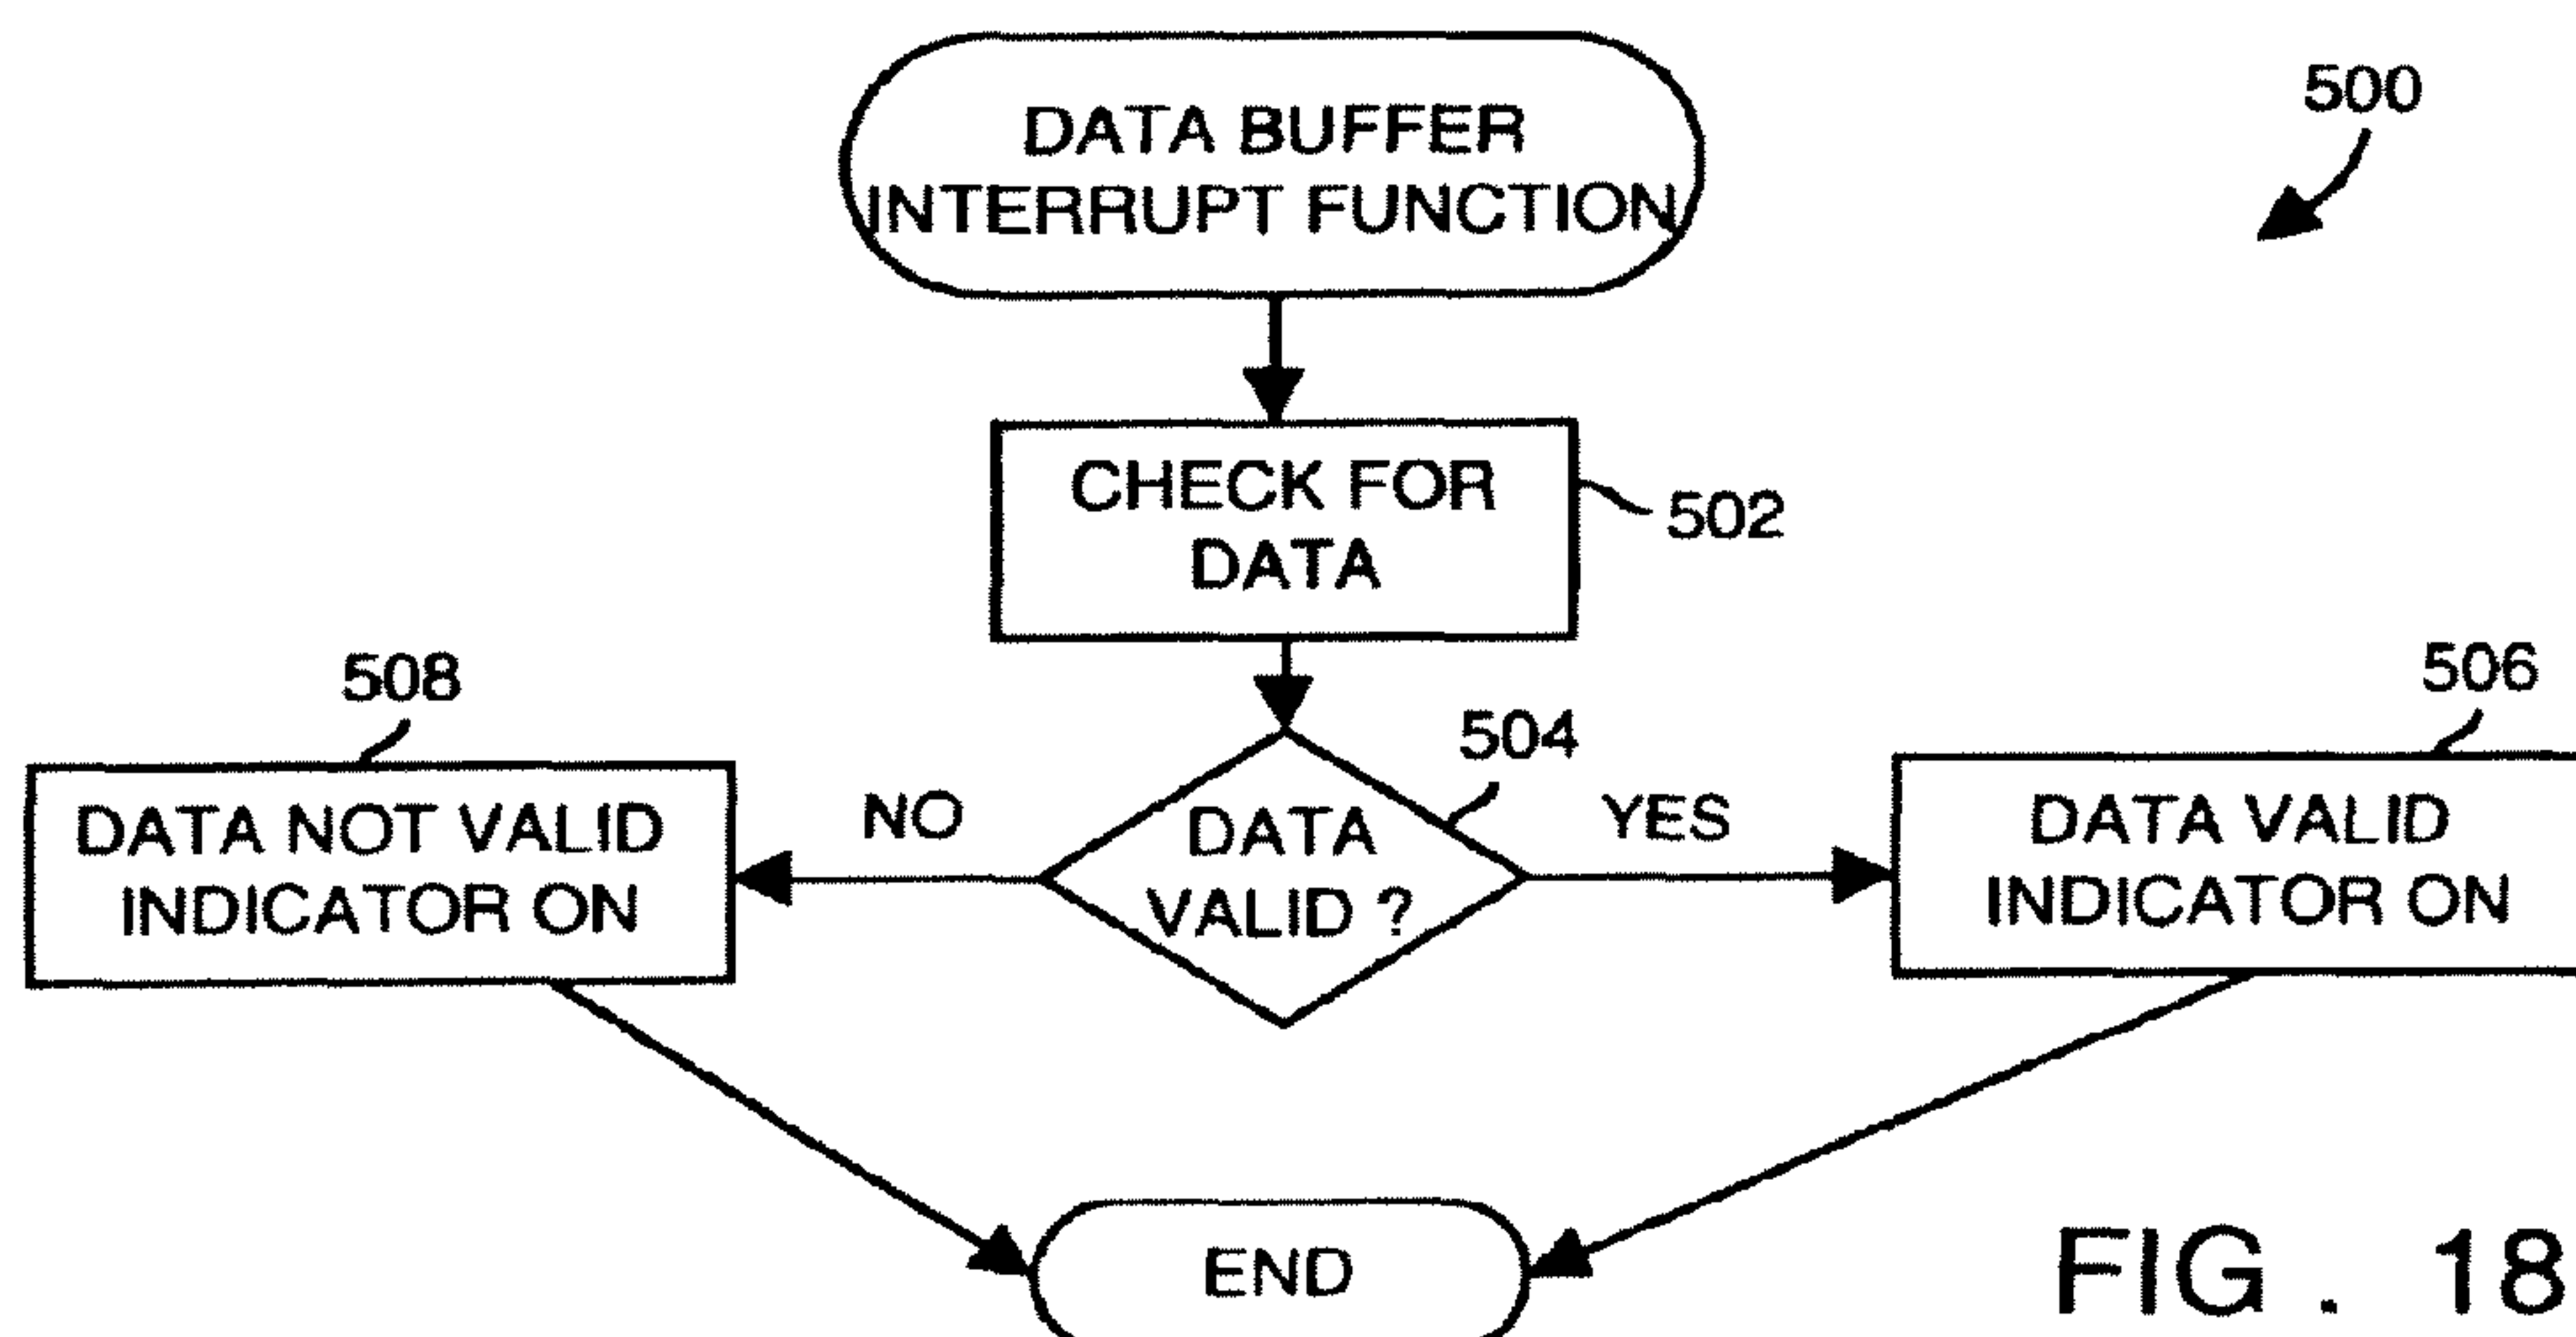 DATA BUFFER
INTERRUPT FUNCTION
500
CHECK FOR
DATA
502
508
504
506
DATA NOT VALID
INDICATOR ON
NO
DATA
VALID ?
YES
DATA VALID
INDICATOR ON
END
FIG . 18